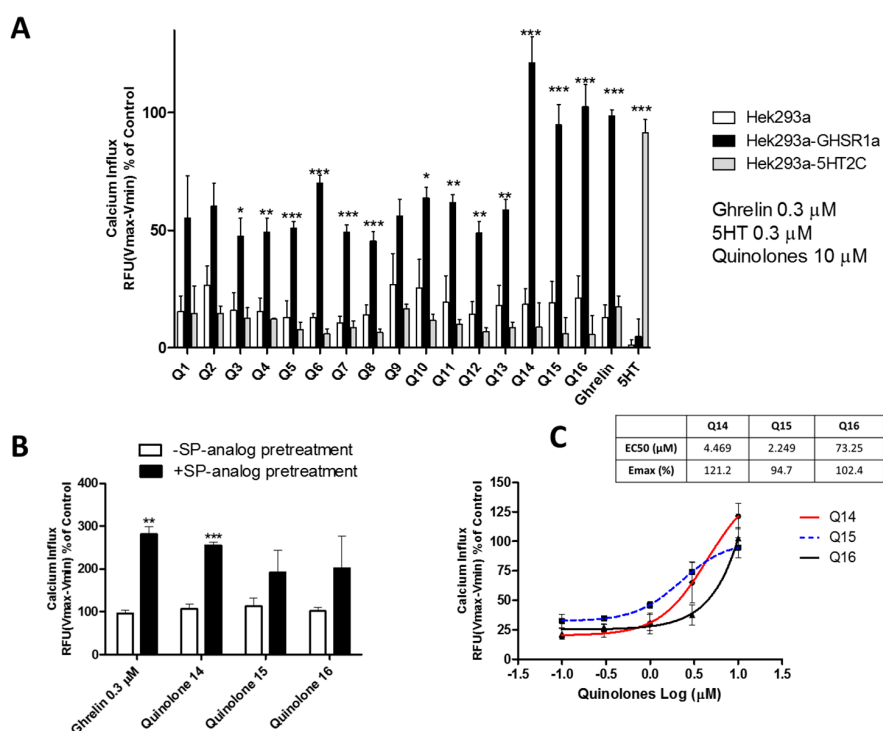 A
Calcium Influx
RFU(Vmax-Vmin) % of Control
100
50
0
*
**
***
***
***
***
*
**
**
**
***
***
***
***
***
Q1
Q2
Q3
Q4
Q5
Q6
Q7
Q8
Q9
Q10
Q11
Q12
Q13
Q14
Q15
Q16
Ghrelin
5HT
Hek293a
Hek293a-GHSR1a
Hek293a-5HT2C
Ghrelin 0.3 μM
5HT 0.3 μM
Quinolones 10 μM
B
-SP-analog pretreatment
+SP-analog pretreatment
Calcium Influx
RFU(Vmax-Vmin) % of Control
400
300
200
100
0
**
***
Ghrelin 0.3 μM
Quinolone 14
Quinolone 15
Quinolone 16
C
Q14 Q15 Q16
EC50 (μM) 4.469 2.249 73.25
Emax (%) 121.2 94.7 102.4
Calcium Influx
RFU(Vmax-Vmin) % of Control
150
125
100
75
50
25
0
-1.5 -1.0 -0.5 0.0 0.5 1.0 1.5
Quinolones Log (μM)
Q14
Q15
Q16